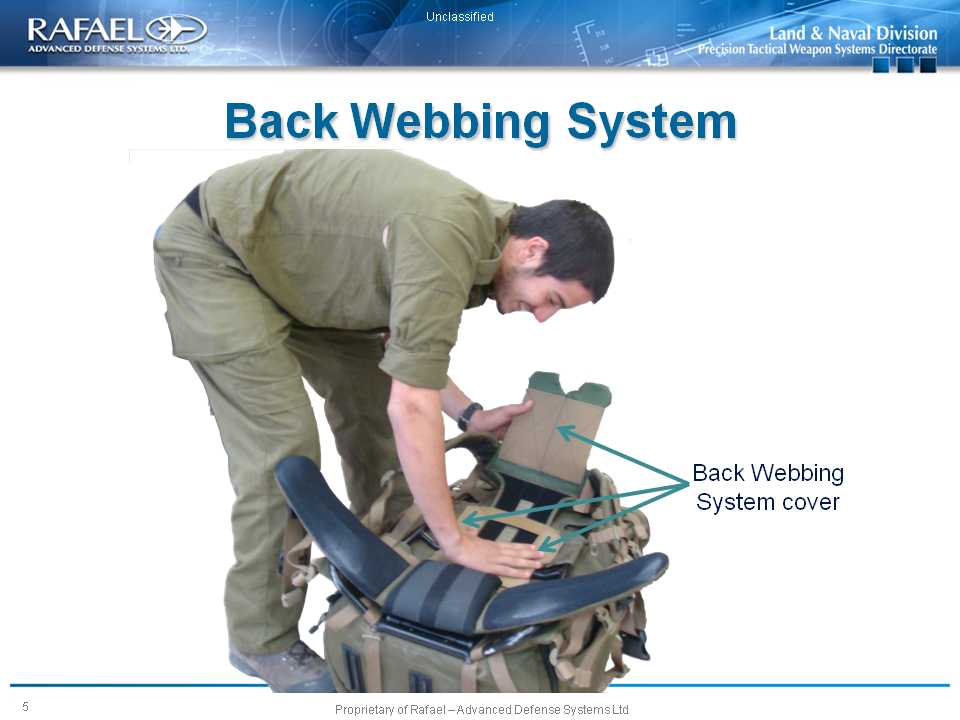 Unclassified
RAFAEL
ADVANCED DEFENSE SYSTEMS LTD.
Land & Naval Division
Precision Tactical Weapon Systems Directorate
Back Webbing System
Back Webbing
System cover
5
Proprietary of Rafael – Advanced Defense Systems Ltd